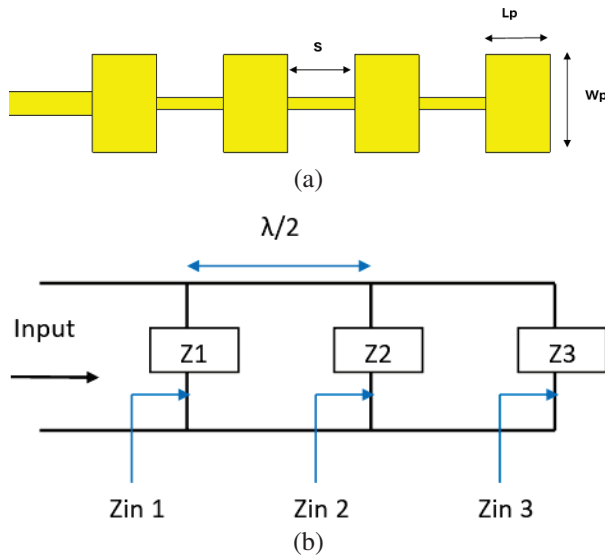 Lp
S
Wp
(a)
λ/2
Input
Z1
Z2
Z3
Zin 1
Zin 2
Zin 3
(b)